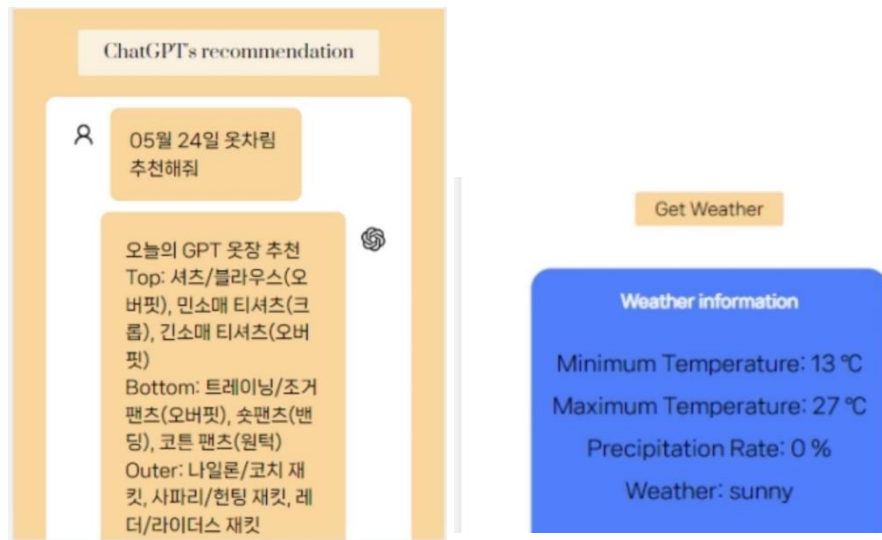 ChatGPT's recommendation
05월 24일 옷차림
추천해줘
오늘의 GPT 옷장 추천
Top: 셔츠/블라우스(오
버핏), 민소매 티셔츠(크
롭), 긴소매 티셔츠(오버
핏)
Bottom: 트레이닝/조거
팬츠(오버핏), 숏팬츠(밴
딩), 코튼 팬츠(원턱)
Outer: 나일론/코치 재
킷, 사파리/헌팅 재킷, 레
더/라이더스 재킷
Get Weather
Weather information
Minimum Temperature: 13 ℃
Maximum Temperature: 27 ℃
Precipitation Rate: 0 %
Weather: sunny